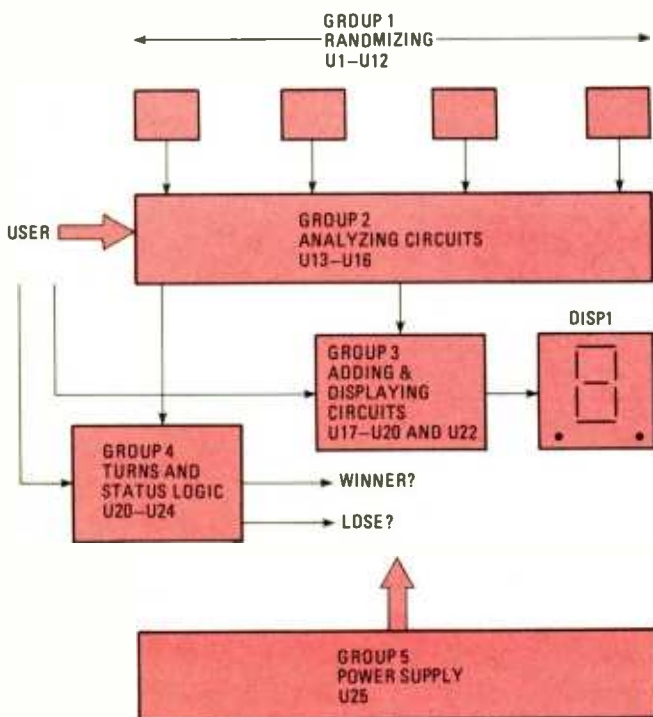 GROUP 1
RANDMIZING
U1–U12
USER
GROUP 2
ANALYZING CIRCUITS
U13–U16
DISP1
GROUP 3
ADDING &
DISPLAYING
CIRCUITS
U17–U20 AND U22
GROUP 4
TURNS AND
STATUS LOGIC
U20–U24
WINNER?
LOSE?
GROUP 5
POWER SUPPLY
U25